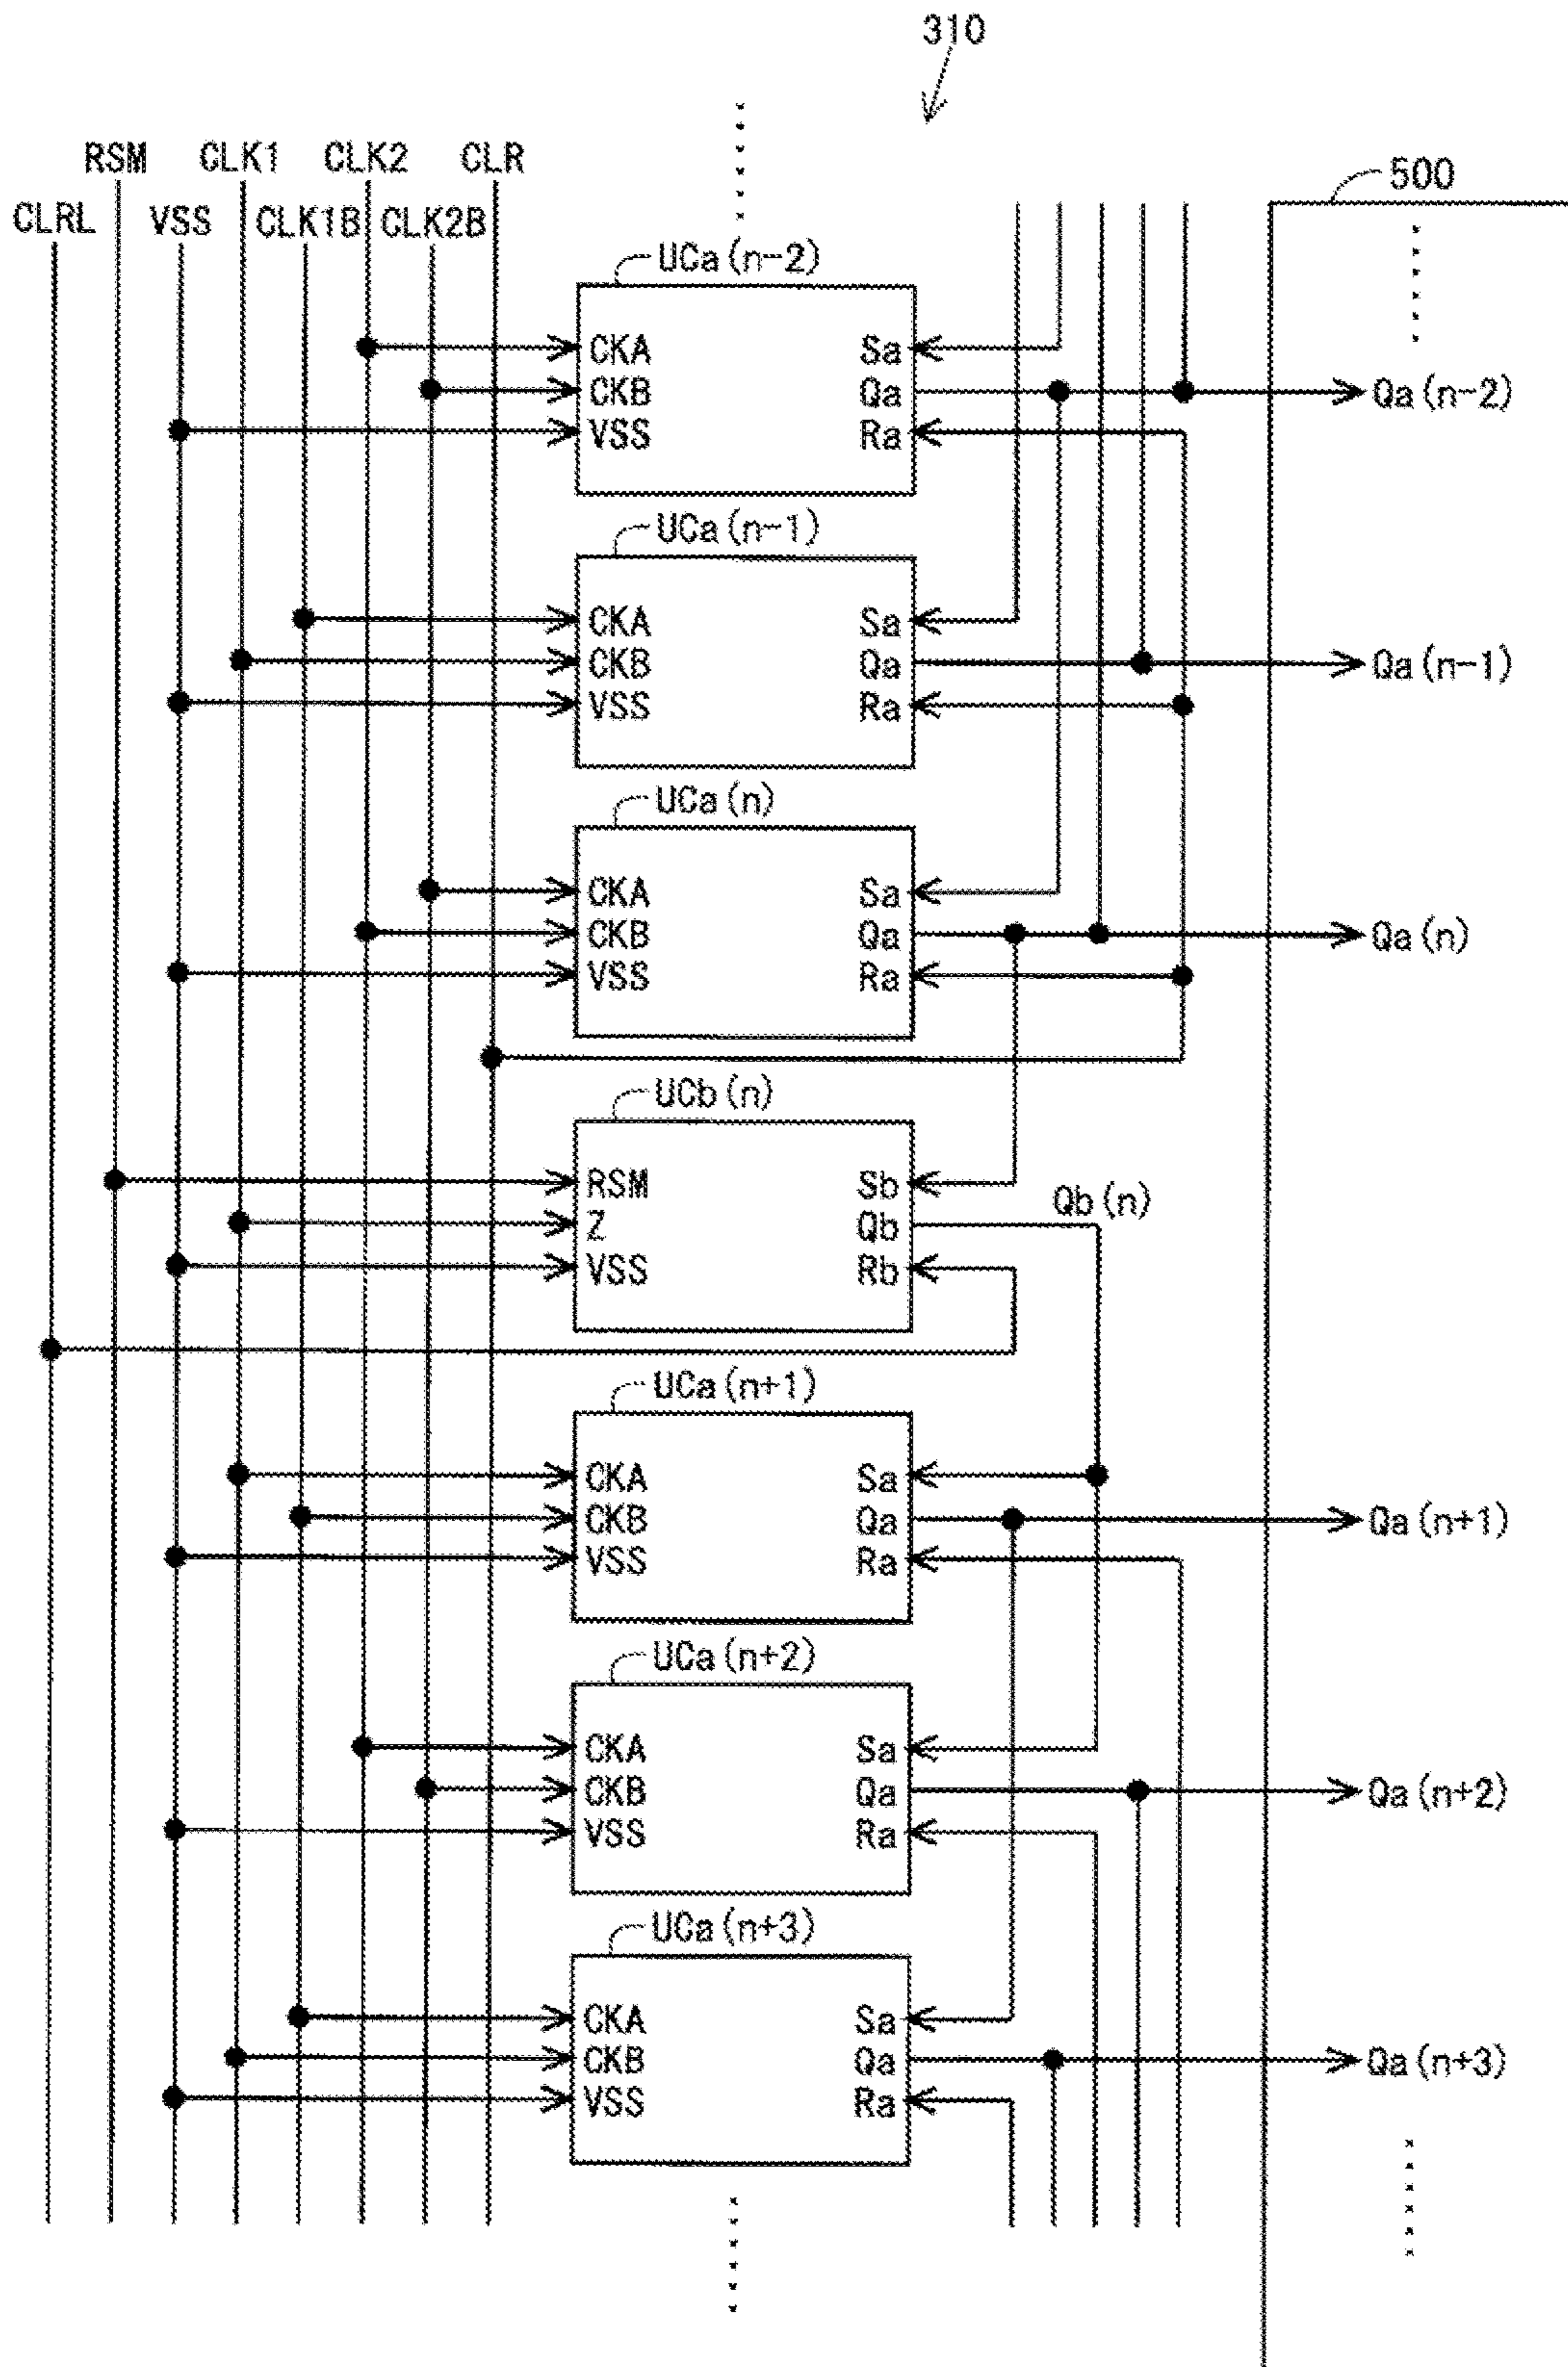 310
RSM CLK1 CLK2 CLR
CLRL VSS CLK1B CLK2B
500
UCa(n-2)
CKA Sa
CKB Qa Qa(n-2)
VSS Ra
UCa(n-1)
CKA Sa
CKB Qa Qa(n-1)
VSS Ra
UCa(n)
CKA Sa
CKB Qa Qa(n)
VSS Ra
UCb(n)
RSM Sb Qb(n)
Z Qb
VSS Rb
UCa(n+1)
CKA Sa
CKB Qa Qa(n+1)
VSS Ra
UCa(n+2)
CKA Sa
CKB Qa Qa(n+2)
VSS Ra
UCa(n+3)
CKA Sa
CKB Qa Qa(n+3)
VSS Ra